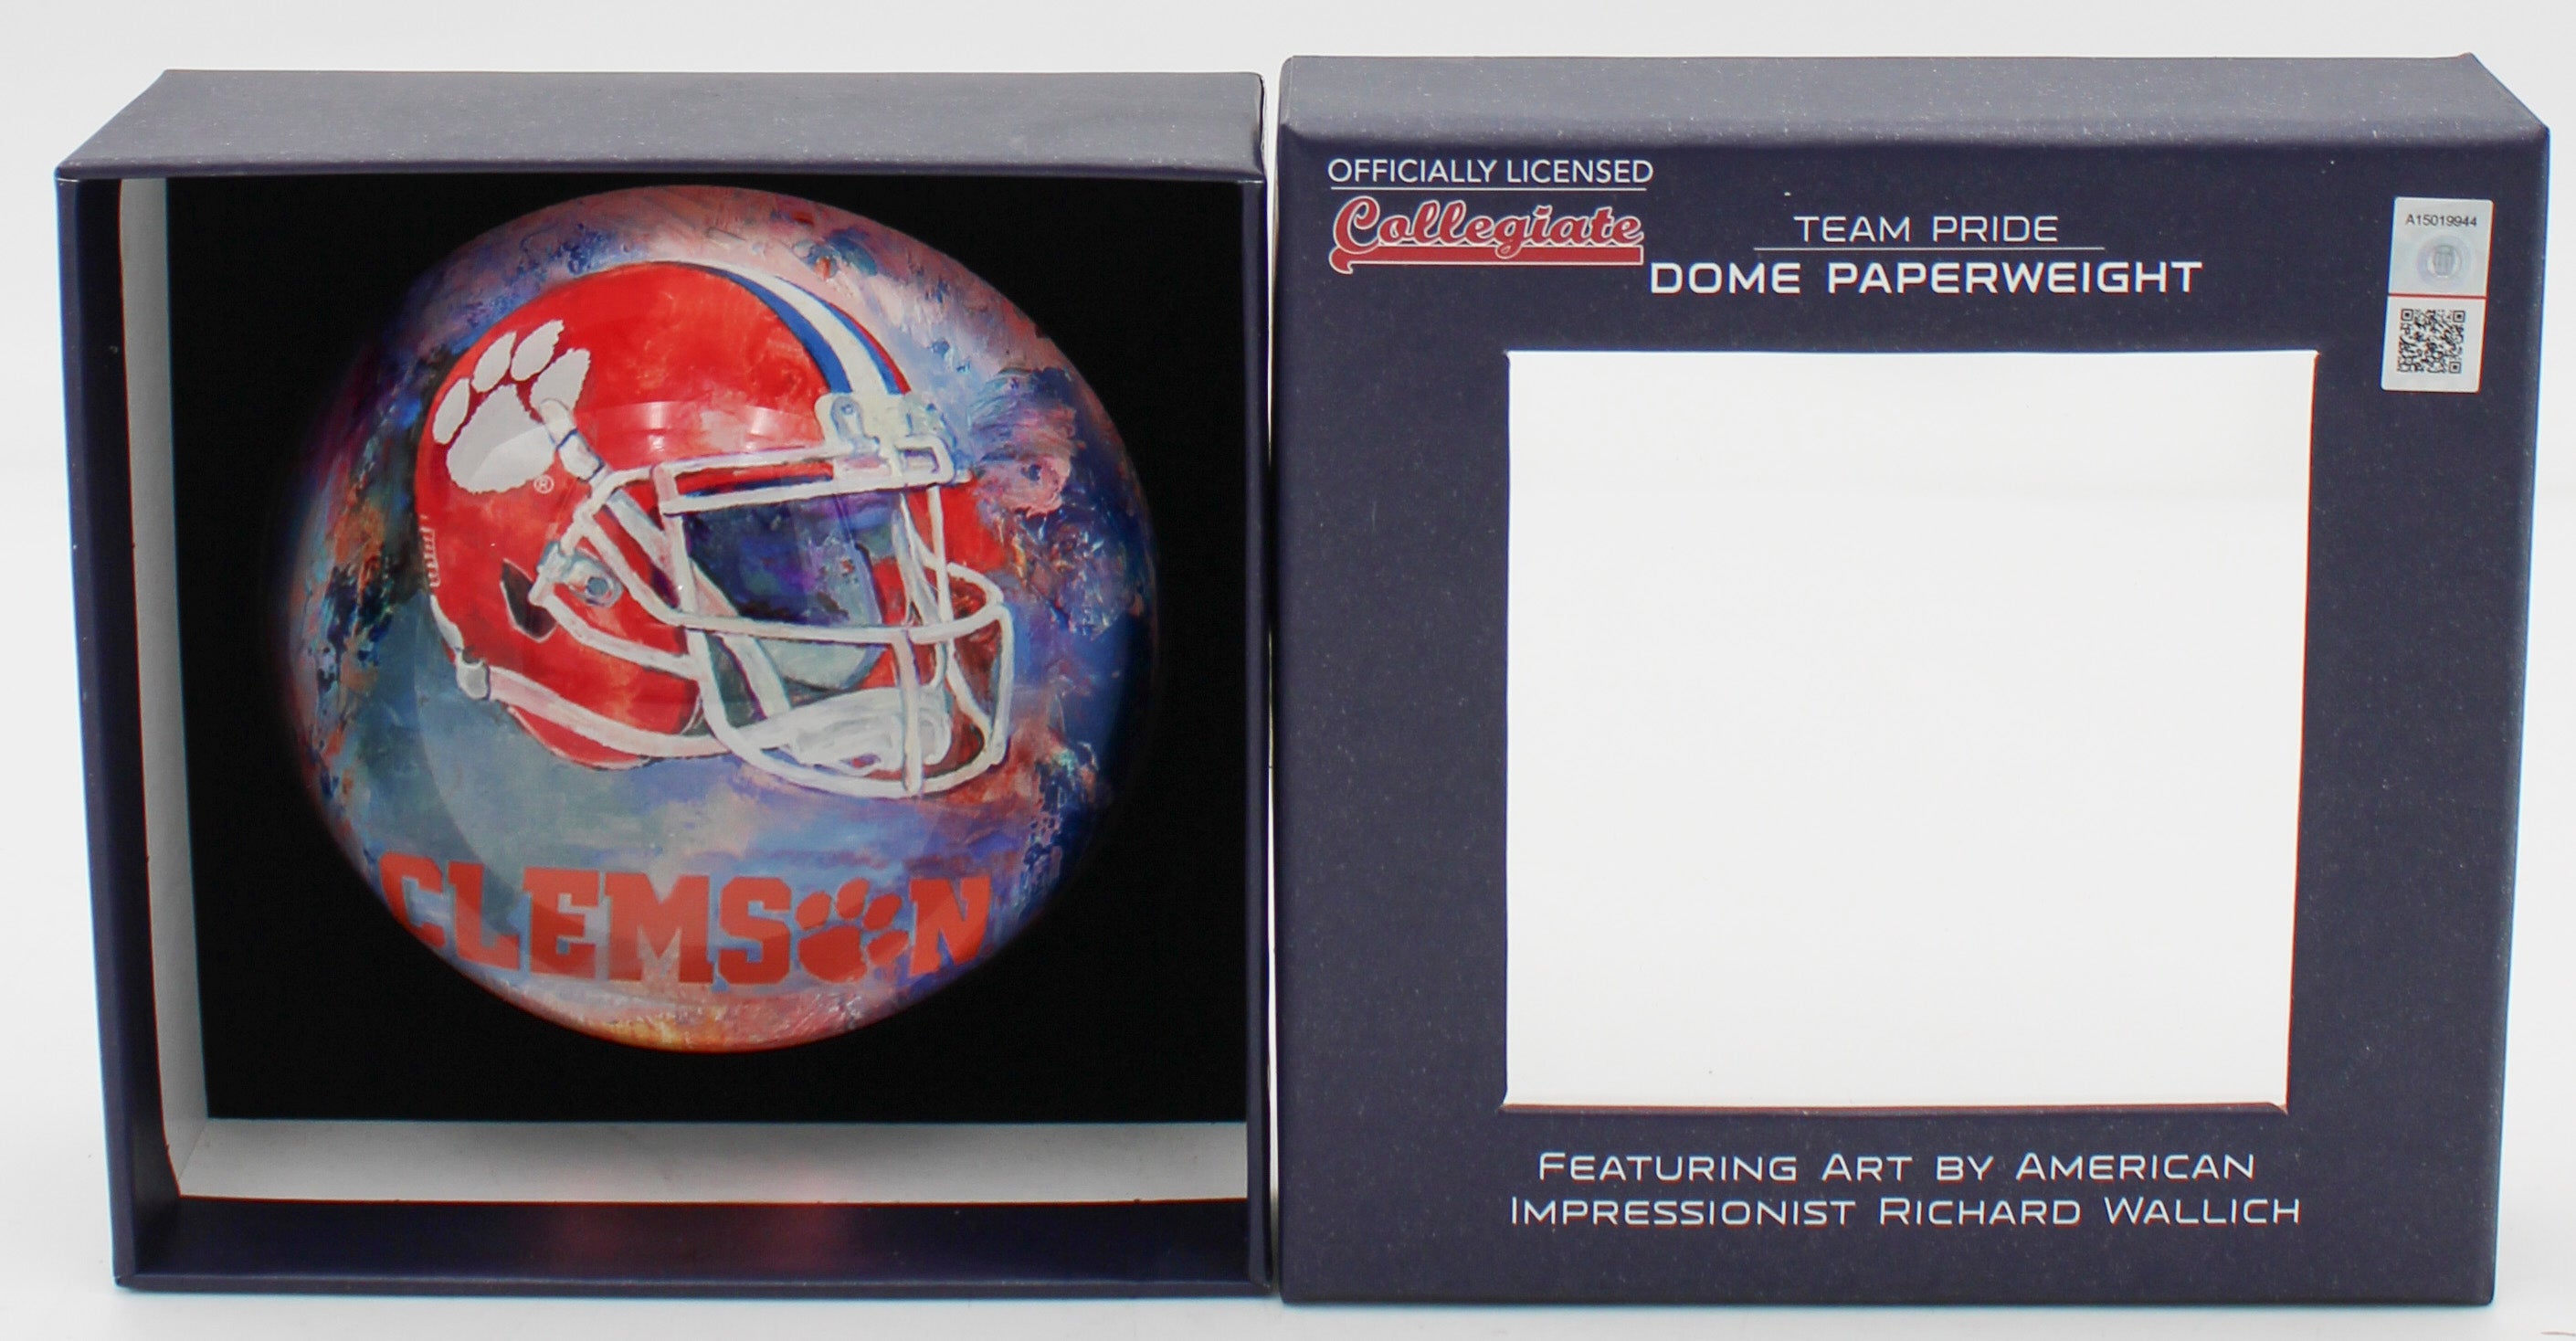 ®
CLEMSON
OFFICIALLY LICENSED
Collegiate
TEAM PRIDE
DOME PAPERWEIGHT
A15019944
FEATURING ART BY AMERICAN
IMPRESSIONIST RICHARD WALLICH